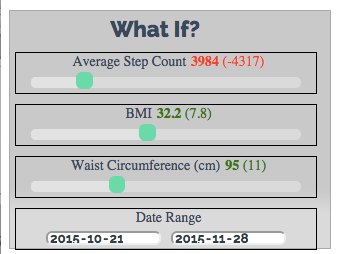 What If?
Average Step Count 3984 (-4317)
BMI 32.2 (7.8)
Waist Circumference (cm) 95 (11)
Date Range
2015-10-21 2015-11-28